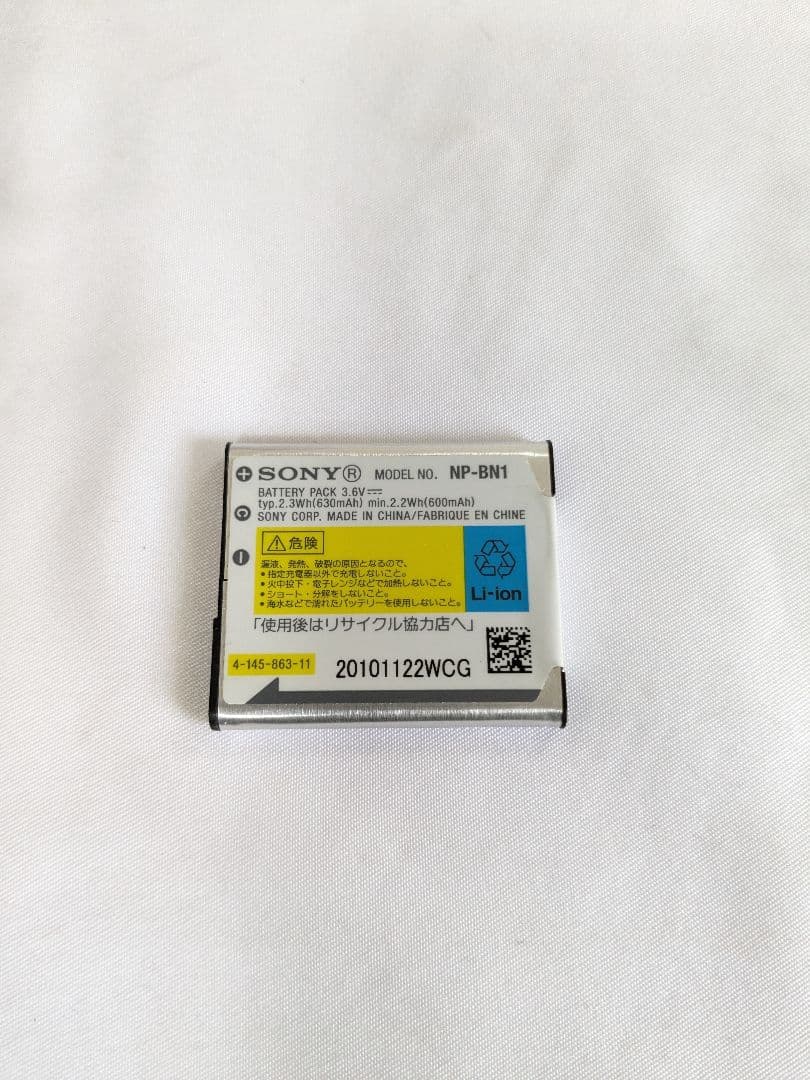 SONY® MODEL NO. NP-BN1
BATTERY PACK 3.6V⎓
typ.2.3Wh(630mAh) min.2.2Wh(600mAh)
SONY CORP. MADE IN CHINA/FABRIQUE EN CHINE
⚠危険
漏液、発熱、破裂の原因となるので、
•指定充電器以外で充電しないこと。
•火中投下・電子レンジなどで加熱しないこと。
•ショート・分解をしないこと。
•海水などで濡れたバッテリーを使用しないこと。
Li-ion
「使用後はリサイクル協力店へ」
4-145-863-11
20101122WCG